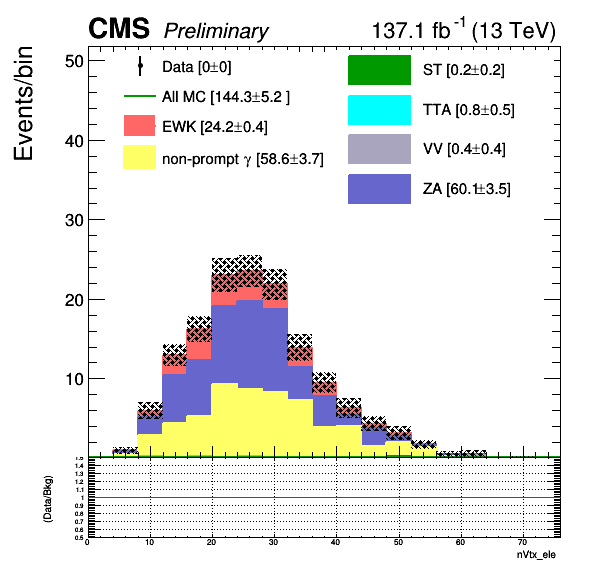 CMS Preliminary 137.1 fb⁻¹ (13 TeV)
Events/bin
50
40
30
20
10
Data [0±0]
All MC [144.3±5.2 ]
EWK [24.2±0.4]
non-prompt γ [58.6±3.7]
ST [0.2±0.2]
TTA [0.8±0.5]
VV [0.4±0.4]
ZA [60.1±3.5]
(Data/Bkg)
1.5
1.4
1.3
1.2
1.1
1
0.9
0.8
0.7
0.6
0.5
0 10 20 30 40 50 60 70
nVtx_ele